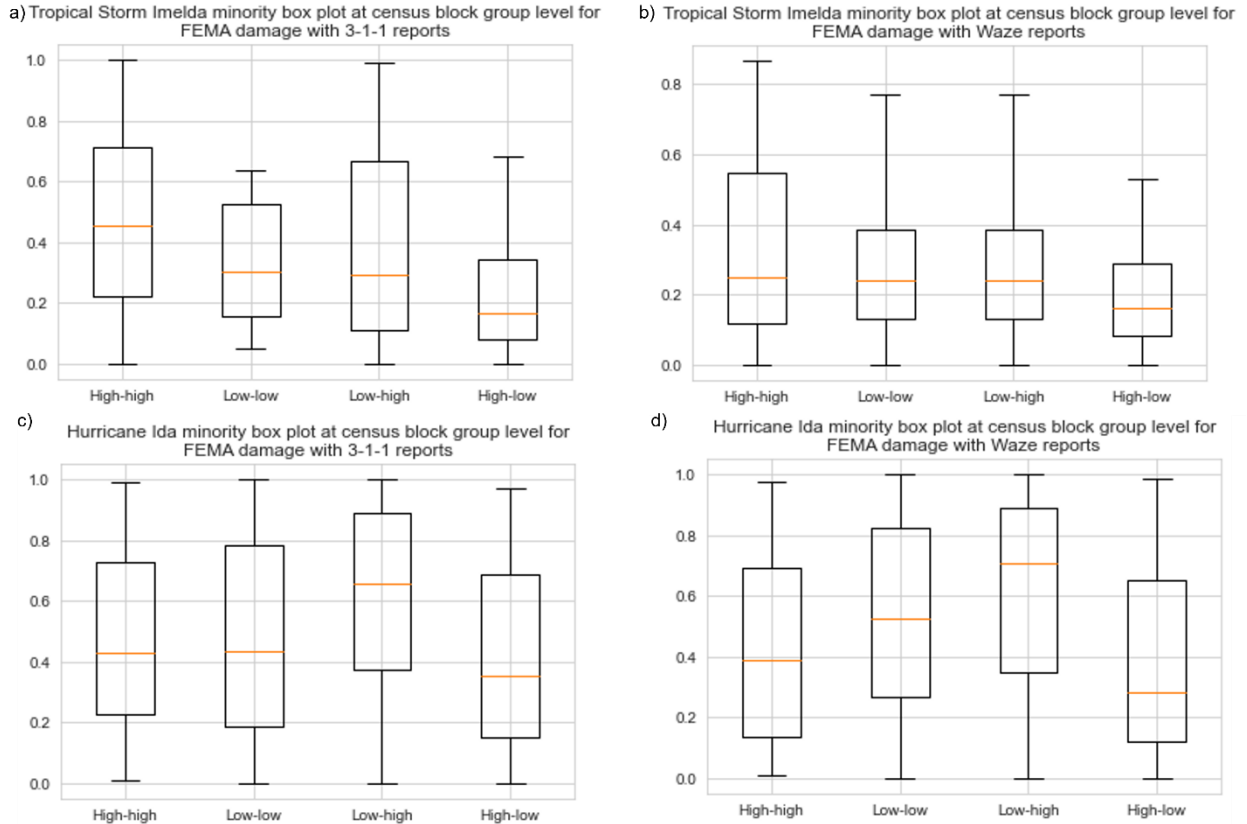 a) Tropical Storm Imelda minority box plot at census block group level for
FEMA damage with 3-1-1 reports
1.0
0.8
0.6
0.4
0.2
0.0
High-high Low-low Low-high High-low
b) Tropical Storm Imelda minority box plot at census block group level for
FEMA damage with Waze reports
0.8
0.6
0.4
0.2
0.0
High-high Low-low Low-high High-low
c) Hurricane Ida minority box plot at census block group level for
FEMA damage with 3-1-1 reports
1.0
0.8
0.6
0.4
0.2
0.0
High-high Low-low Low-high High-low
d) Hurricane Ida minority box plot at census block group level for
FEMA damage with Waze reports
1.0
0.8
0.6
0.4
0.2
0.0
High-high Low-low Low-high High-low